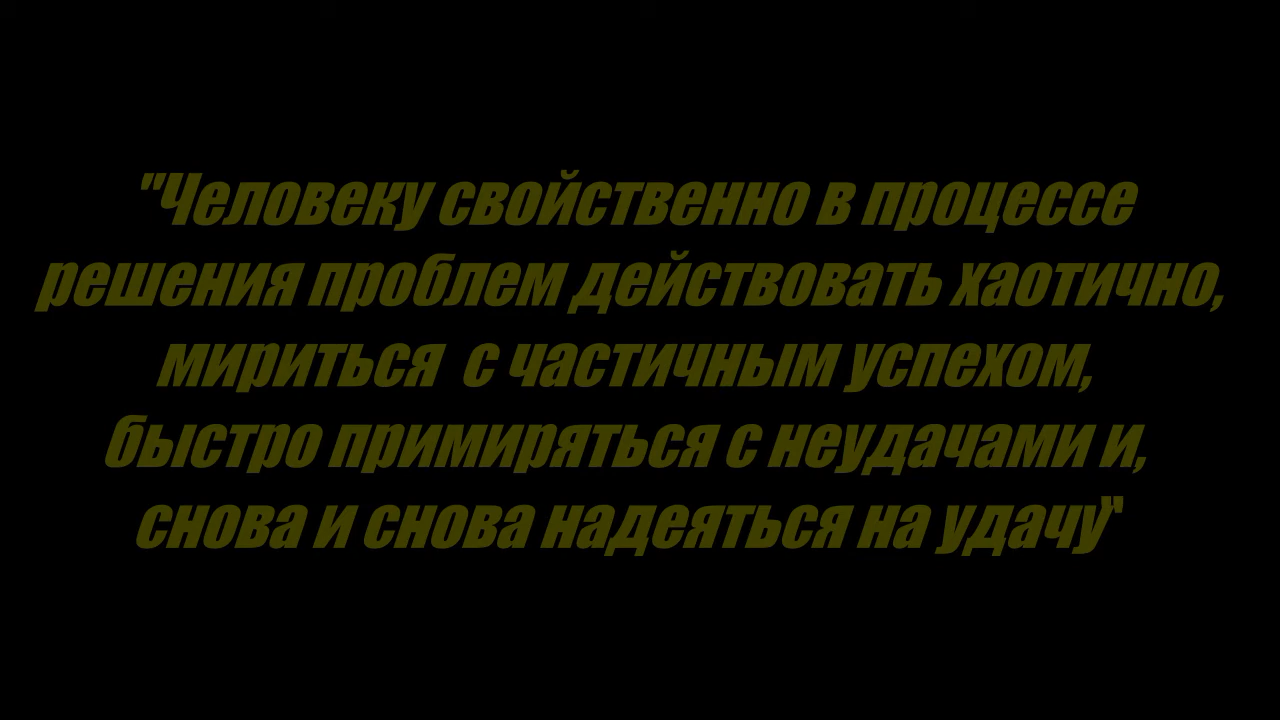 "Человеку свойственно в процессе
решения проблем действовать хаотично,
мириться с частичным успехом,
быстро примиряться с неудачами и,
снова и снова надеяться на удачу"